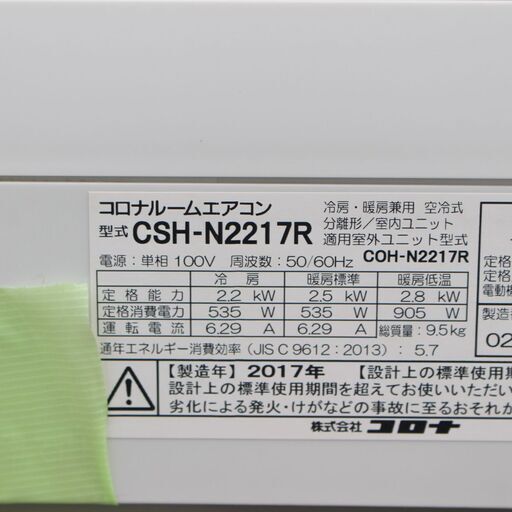 コロナルームエアコン
冷房・暖房兼用 空冷式
型式 CSH-N2217R
分離形／室内ユニット
適用室外ユニット型式
電源：単相 100V 周波数：50/60Hz COH-N2217R
冷 房 暖房標準 暖房低温
定格能力 2.2 kW 2.5 kW 2.8 kW
定格消費電力 535 W 535 W 905 W
運転電流 6.29 A 6.29 A 総質量：9.5kg
通年エネルギー消費効率（JIS C 9612：2013）：5.7
【製造年】2017年 【設計上の標準使用期
設計上の標準使用期間を超えてお使いいただい
劣化による発火・けがなどの事故に至るおそれか
株式会社 コロナ
定格
定格
電動機
製造番
02